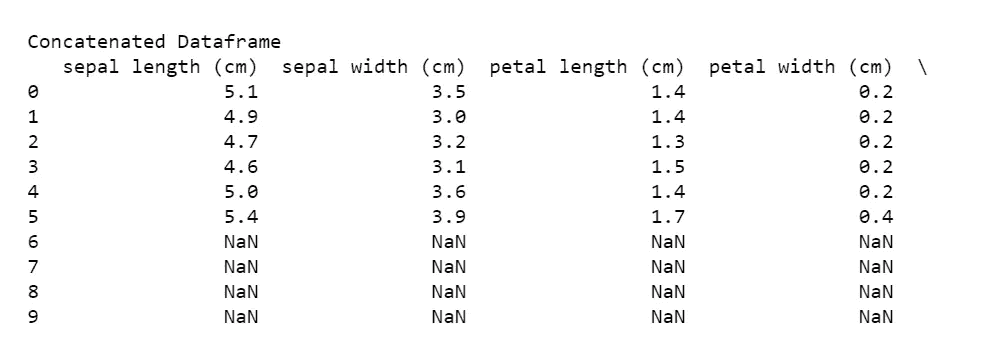 Concatenated Dataframe
sepal length (cm) sepal width (cm) petal length (cm) petal width (cm) \
0 5.1 3.5 1.4 0.2
1 4.9 3.0 1.4 0.2
2 4.7 3.2 1.3 0.2
3 4.6 3.1 1.5 0.2
4 5.0 3.6 1.4 0.2
5 5.4 3.9 1.7 0.4
6 NaN NaN NaN NaN
7 NaN NaN NaN NaN
8 NaN NaN NaN NaN
9 NaN NaN NaN NaN